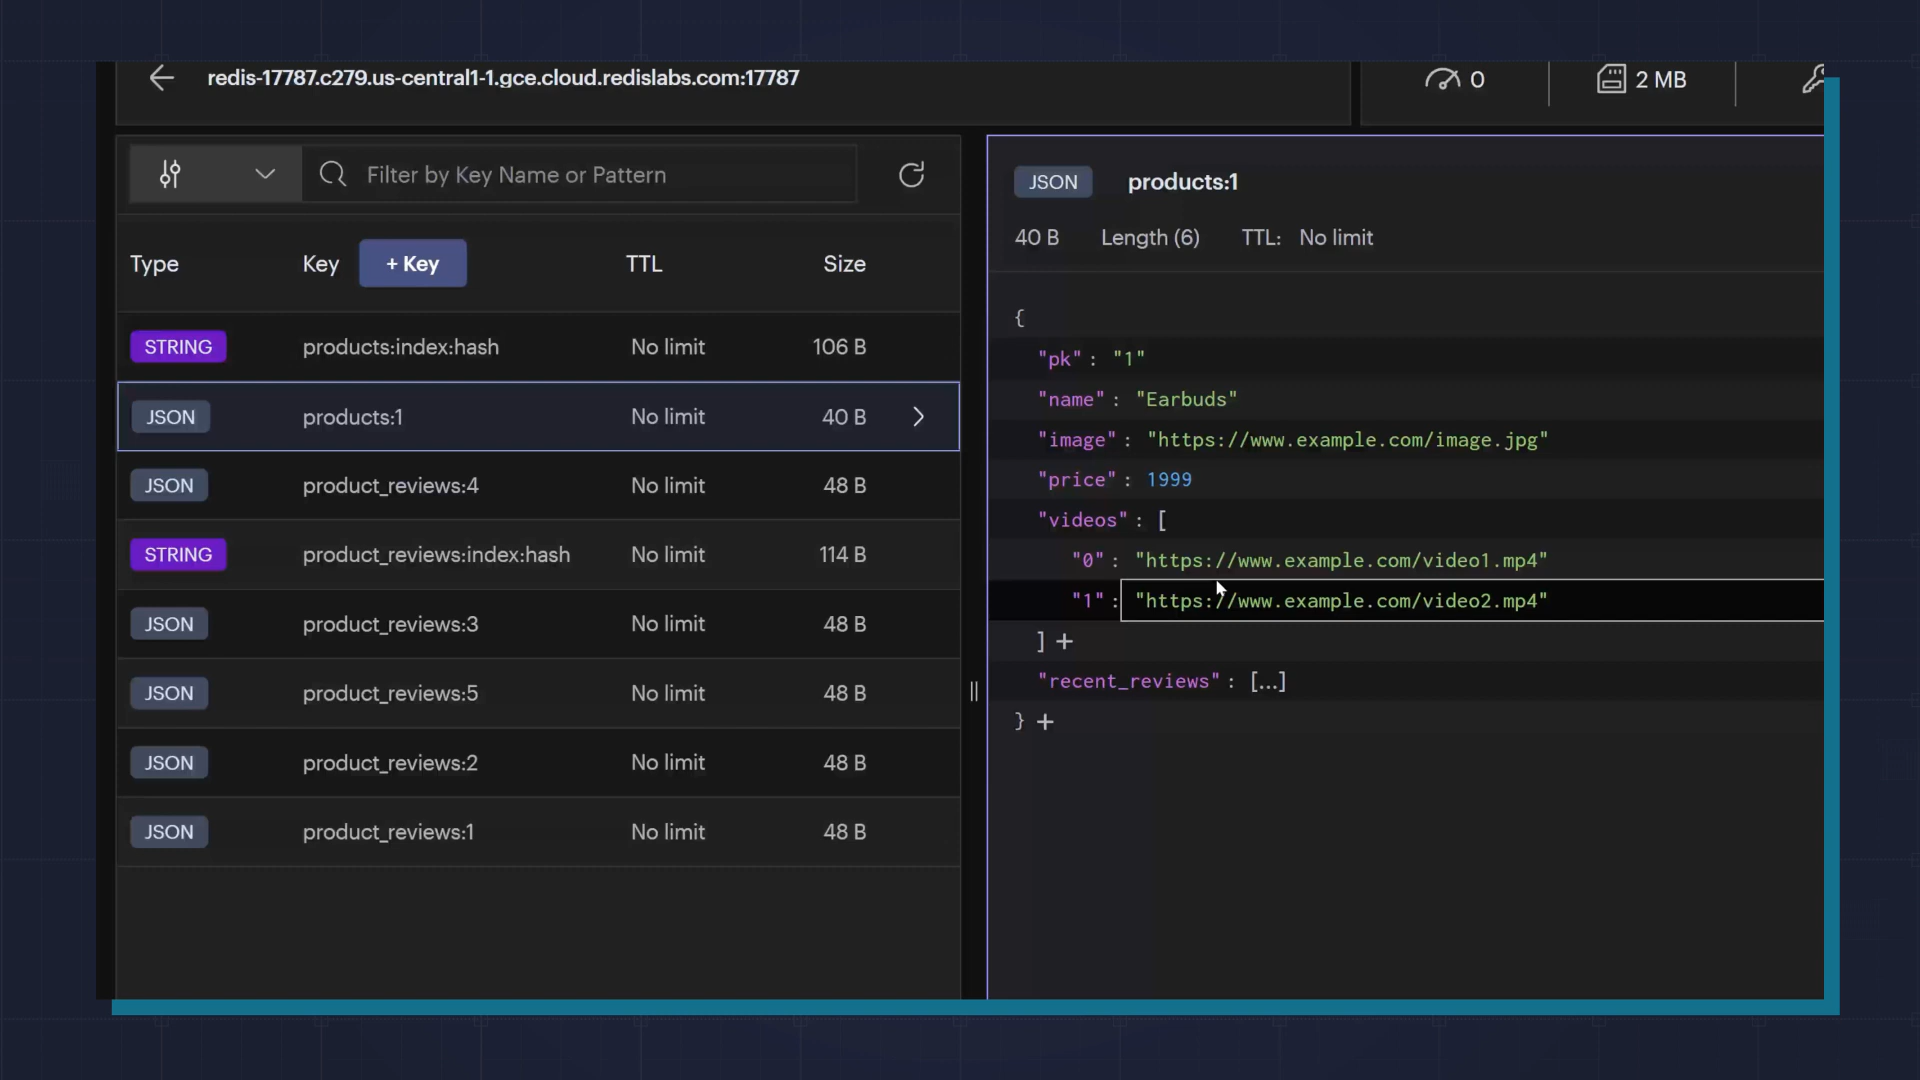 redis-17787.c279.us-central1-1.gce.cloud.redislabs.com:17787
0
2 MB
Filter by Key Name or Pattern
Type Key + Key TTL Size
STRING products:index:hash No limit 106 B
JSON products:1 No limit 40 B
JSON product_reviews:4 No limit 48 B
STRING product_reviews:index:hash No limit 114 B
JSON product_reviews:3 No limit 48 B
JSON product_reviews:5 No limit 48 B
JSON product_reviews:2 No limit 48 B
JSON product_reviews:1 No limit 48 B
JSON products:1
40 B Length (6) TTL: No limit
{
"pk" : "1"
"name" : "Earbuds"
"image" : "https://www.example.com/image.jpg"
"price" : 1999
"videos" : [
"0" : "https://www.example.com/video1.mp4"
"1" : "https://www.example.com/video2.mp4"
] +
"recent_reviews" : [...]
} +